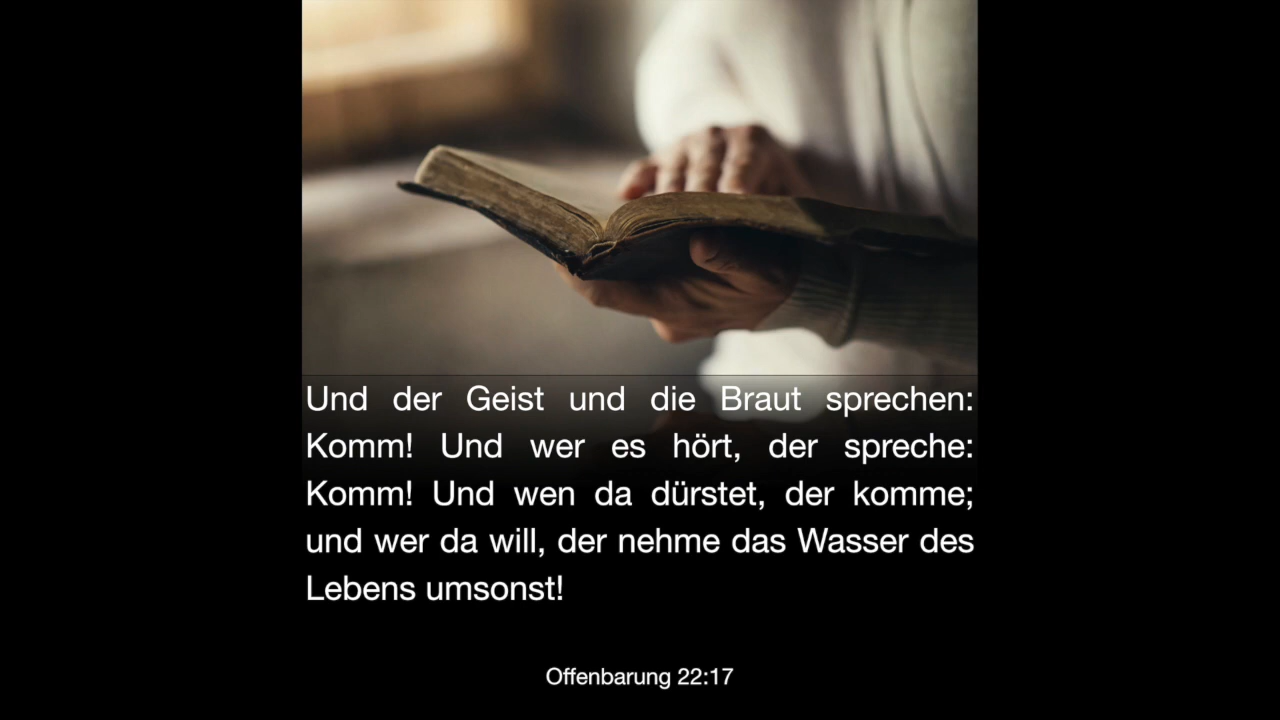 Und der Geist und die Braut sprechen:
Komm! Und wer es hört, der spreche:
Komm! Und wen da dürstet, der komme;
und wer da will, der nehme das Wasser des
Lebens umsonst!
Offenbarung 22:17